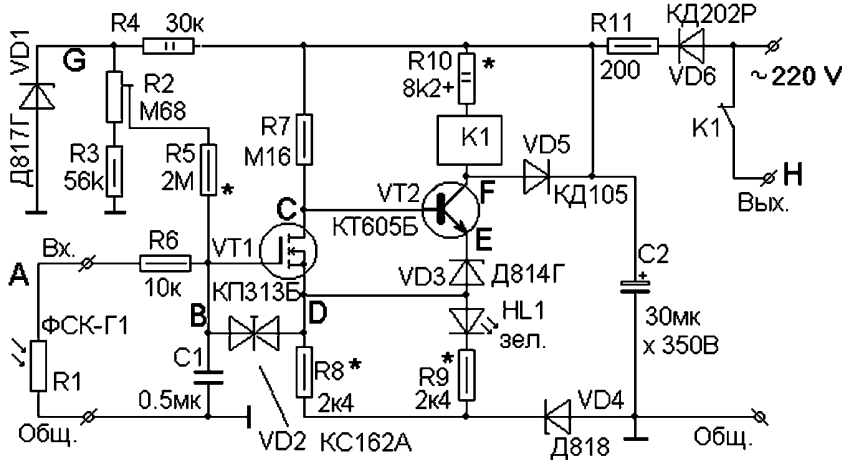 R4 30к
КД202Р
VD1
G
R10 *
8k2+
R11
200
VD6
R2
M68
~220 V
Д817Г
R3
56k
R5
2M
*
R7
M16
K1
K1
VD5
H
C
VT2
F
КД105
Вых.
КТ605Б
E
A
Вх.
R6
10к
VT1
C2
+
КП313Б
VD3
Д814Г
B
D
HL1
зел.
30мк
х 350В
ФСК-Г1
R1
C1
0.5мк
R8*
2к4
*
R9
2к4
VD4
Общ.
VD2
КС162А
Д818
Общ.